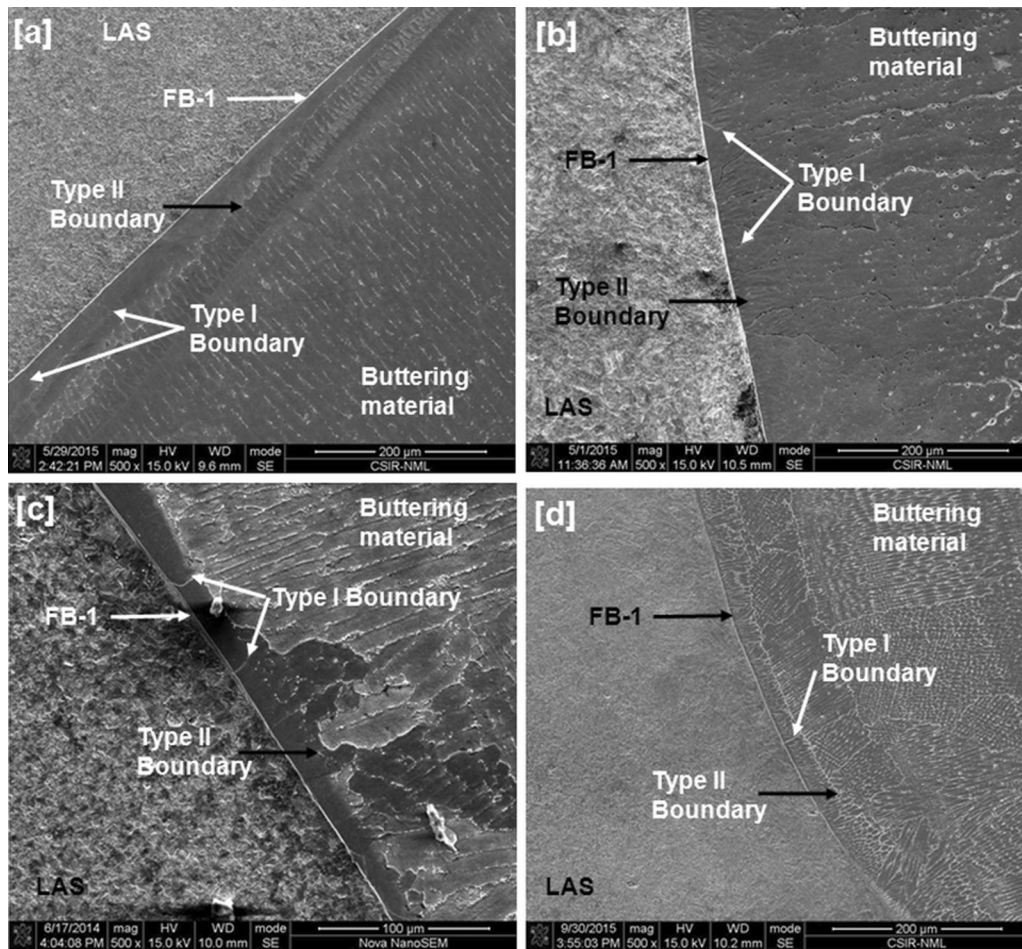 [a]
LAS
FB-1
Type II
Boundary
Type I
Boundary
Buttering
material
5/29/2015 mag HV WD mode 200 µm
2:42:21 PM 500 x 15.0 kV 9.6 mm SE CSIR-NML
[b]
Buttering
material
FB-1
Type I
Boundary
Type II
Boundary
LAS
5/1/2015 mag HV WD mode 200 µm
11:36:36 AM 500 x 15.0 kV 10.5 mm SE CSIR-NML
[c]
Buttering
material
Type I Boundary
FB-1
Type II
Boundary
LAS
6/17/2014 mag HV WD mode 100 µm
4:04:08 PM 500 x 15.0 kV 10.0 mm SE Nova NanoSEM
[d]
Buttering
material
FB-1
Type I
Boundary
Type II
Boundary
LAS
9/30/2015 mag HV WD mode 200 µm
3:55:03 PM 500 x 15.0 kV 10.2 mm SE CSIR-NML